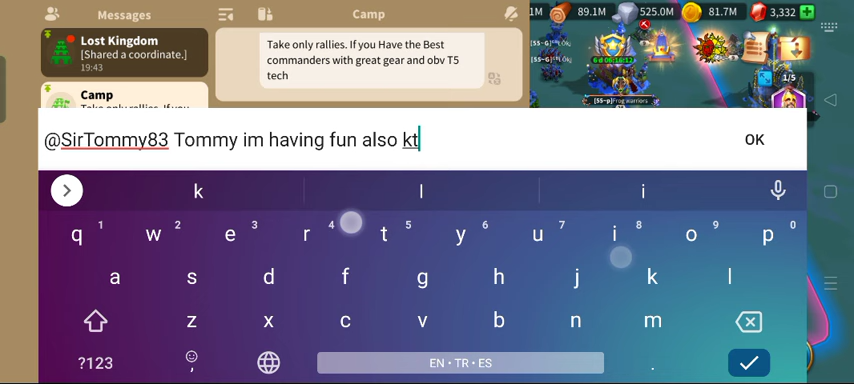 Messages
Camp
Lost Kingdom
[Shared a coordinate.]
19:43
Camp
Take only rallies. If you Have the Best
commanders with great gear and obv T5
tech
89.1M
525.0M
81.7M
3,332
1/5
[55~p]Frog warriors
@SirTommy83 Tommy im having fun also kt
OK
k l i
q 1 w 2 e 3 r 4 t 5 y 6 u 7 i 8 o 9 p 0
a s d f g h j k l
z x c v b n m
?123 , EN • TR • ES .